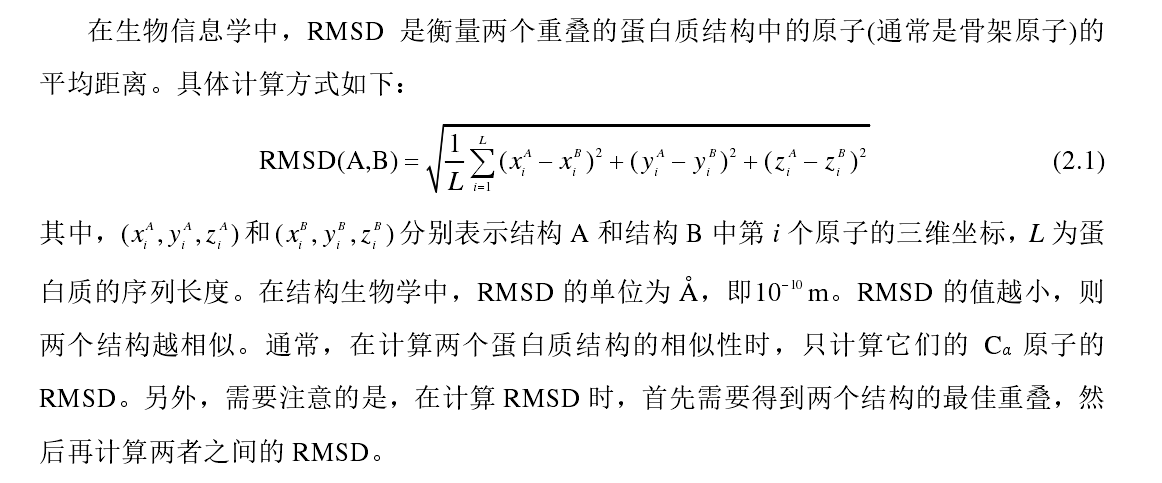 在生物信息学中，RMSD 是衡量两个重叠的蛋白质结构中的原子(通常是骨架原子)的
平均距离。具体计算方式如下：
RMSD(A,B) = \sqrt{\frac{1}{L}\sum_{i=1}^{L}(x_i^A - x_i^B)^2 + (y_i^A - y_i^B)^2 + (z_i^A - z_i^B)^2} (2.1)
其中，(x_i^A, y_i^A, z_i^A)和(x_i^B, y_i^B, z_i^B)分别表示结构 A 和结构 B 中第 i 个原子的三维坐标，L 为蛋
白质的序列长度。在结构生物学中，RMSD 的单位为 Å，即10^{-10} m。RMSD 的值越小，则
两个结构越相似。通常，在计算两个蛋白质结构的相似性时，只计算它们的 Cα 原子的
RMSD。另外，需要注意的是，在计算 RMSD 时，首先需要得到两个结构的最佳重叠，然
后再计算两者之间的 RMSD。